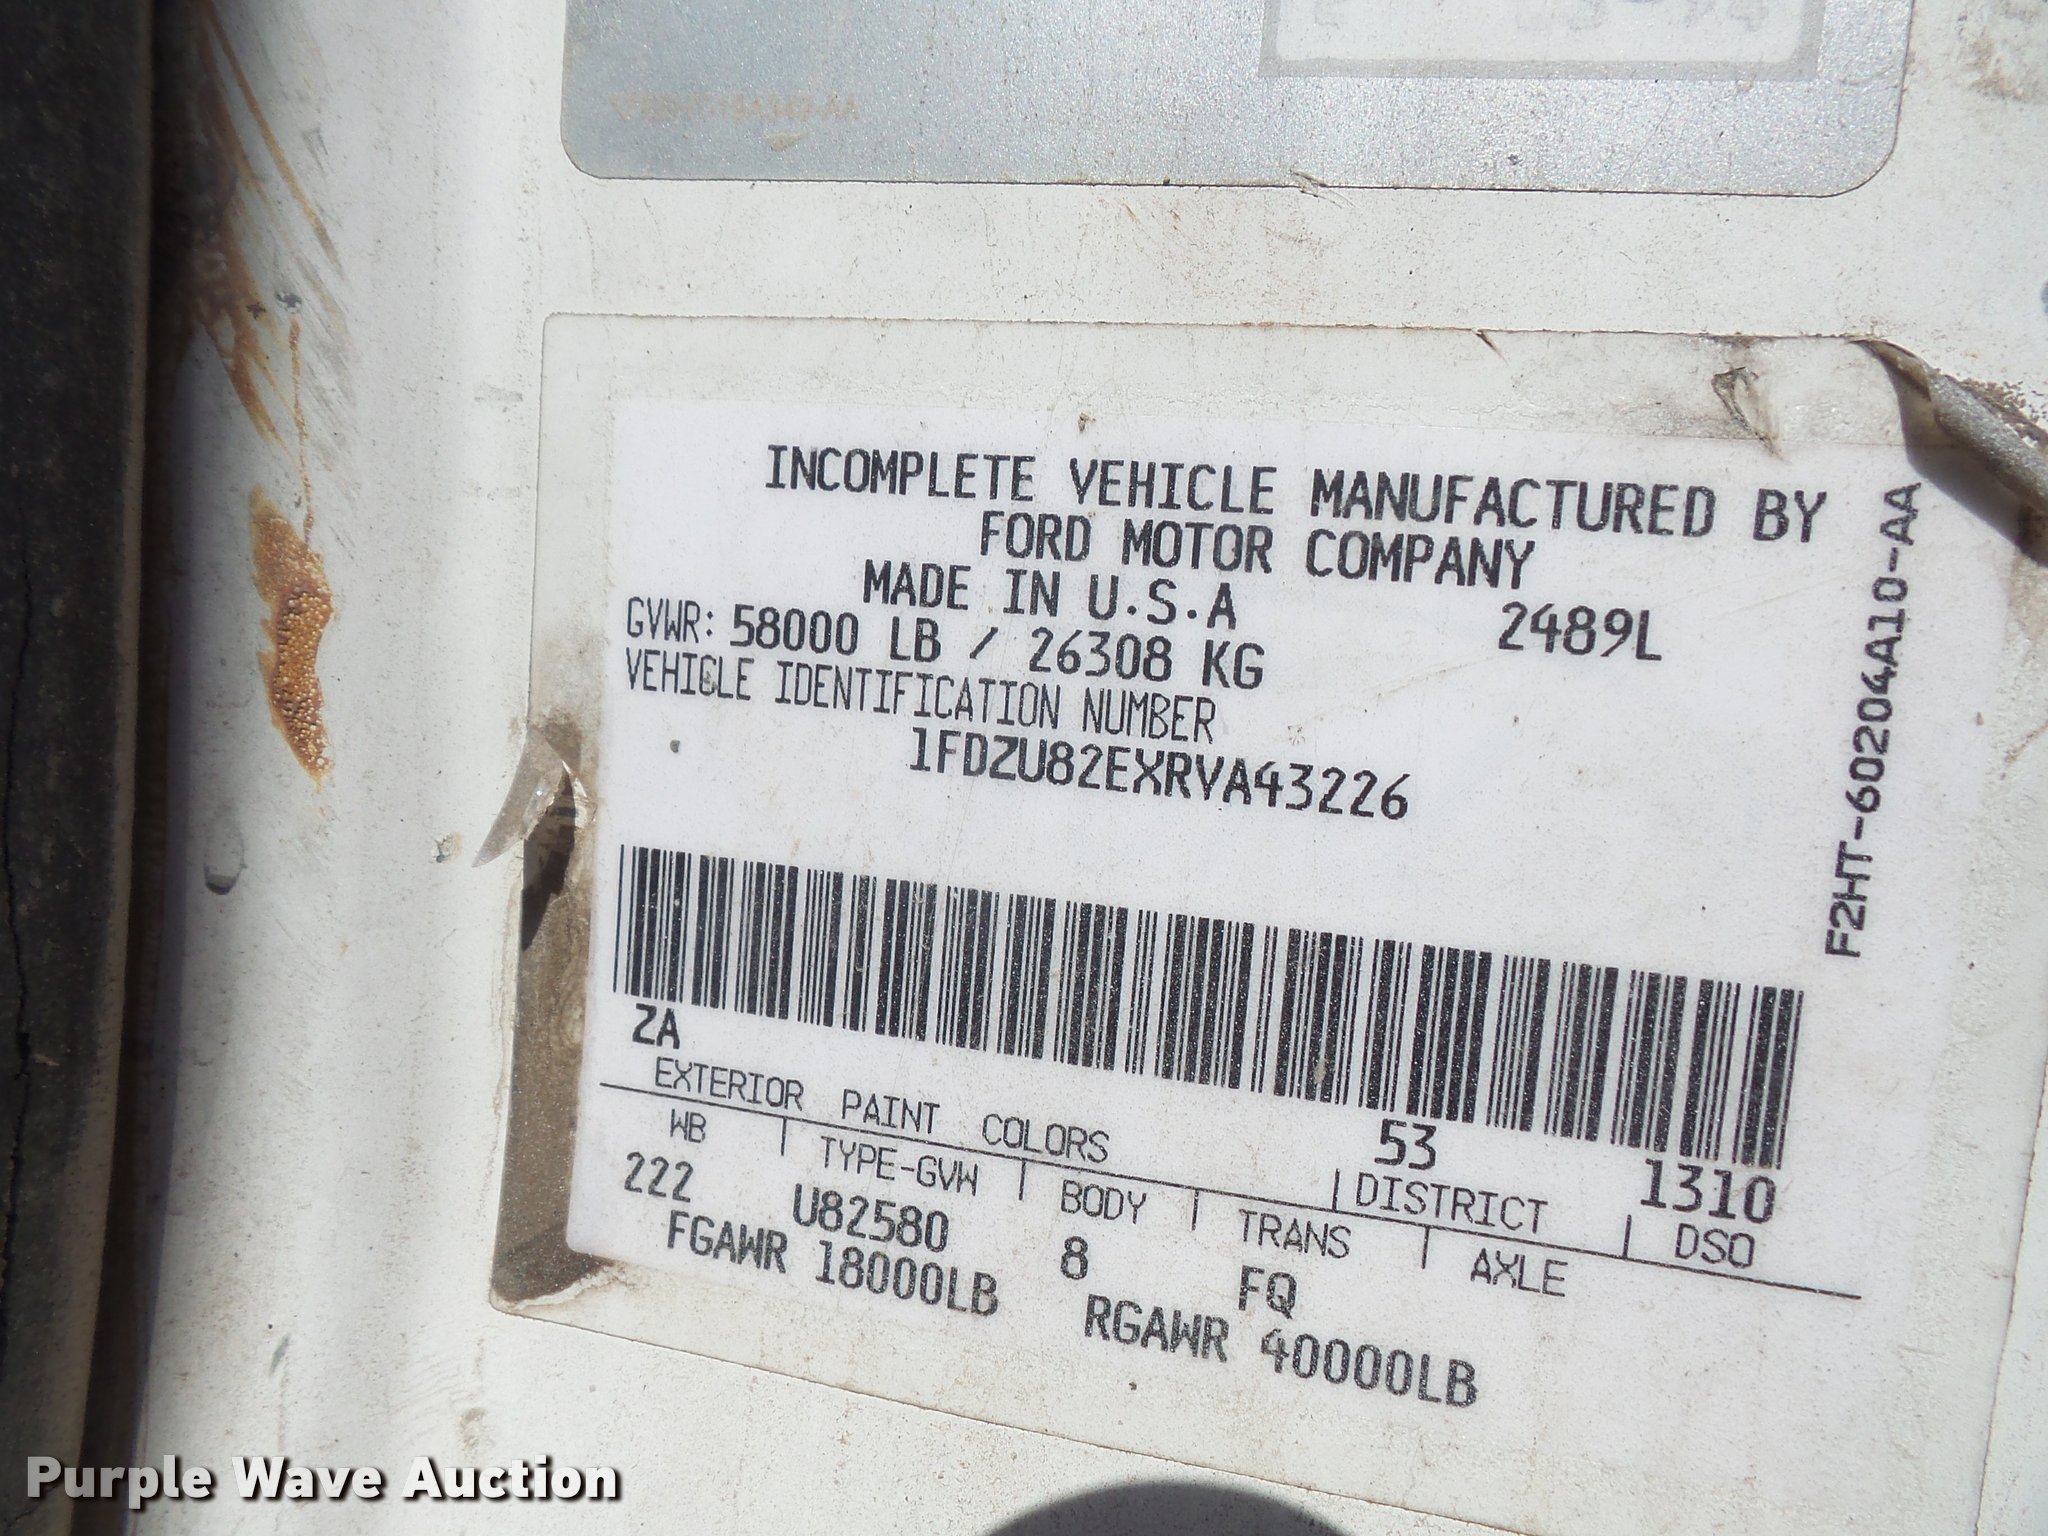 INCOMPLETE VEHICLE MANUFACTURED BY
FORD MOTOR COMPANY
MADE IN U.S.A
2489L
GVWR: 58000 LB / 26308 KG
VEHICLE IDENTIFICATION NUMBER
1FDZU82EXRVA43226
F2HT-60204A10-AA
ZA
EXTERIOR PAINT COLORS
53
DISTRICT
1310
DSO
WB TYPE-GVW BODY TRANS AXLE
222 U82580 8 FQ
FGAWR 18000LB RGAWR 40000LB
Purple Wave Auction